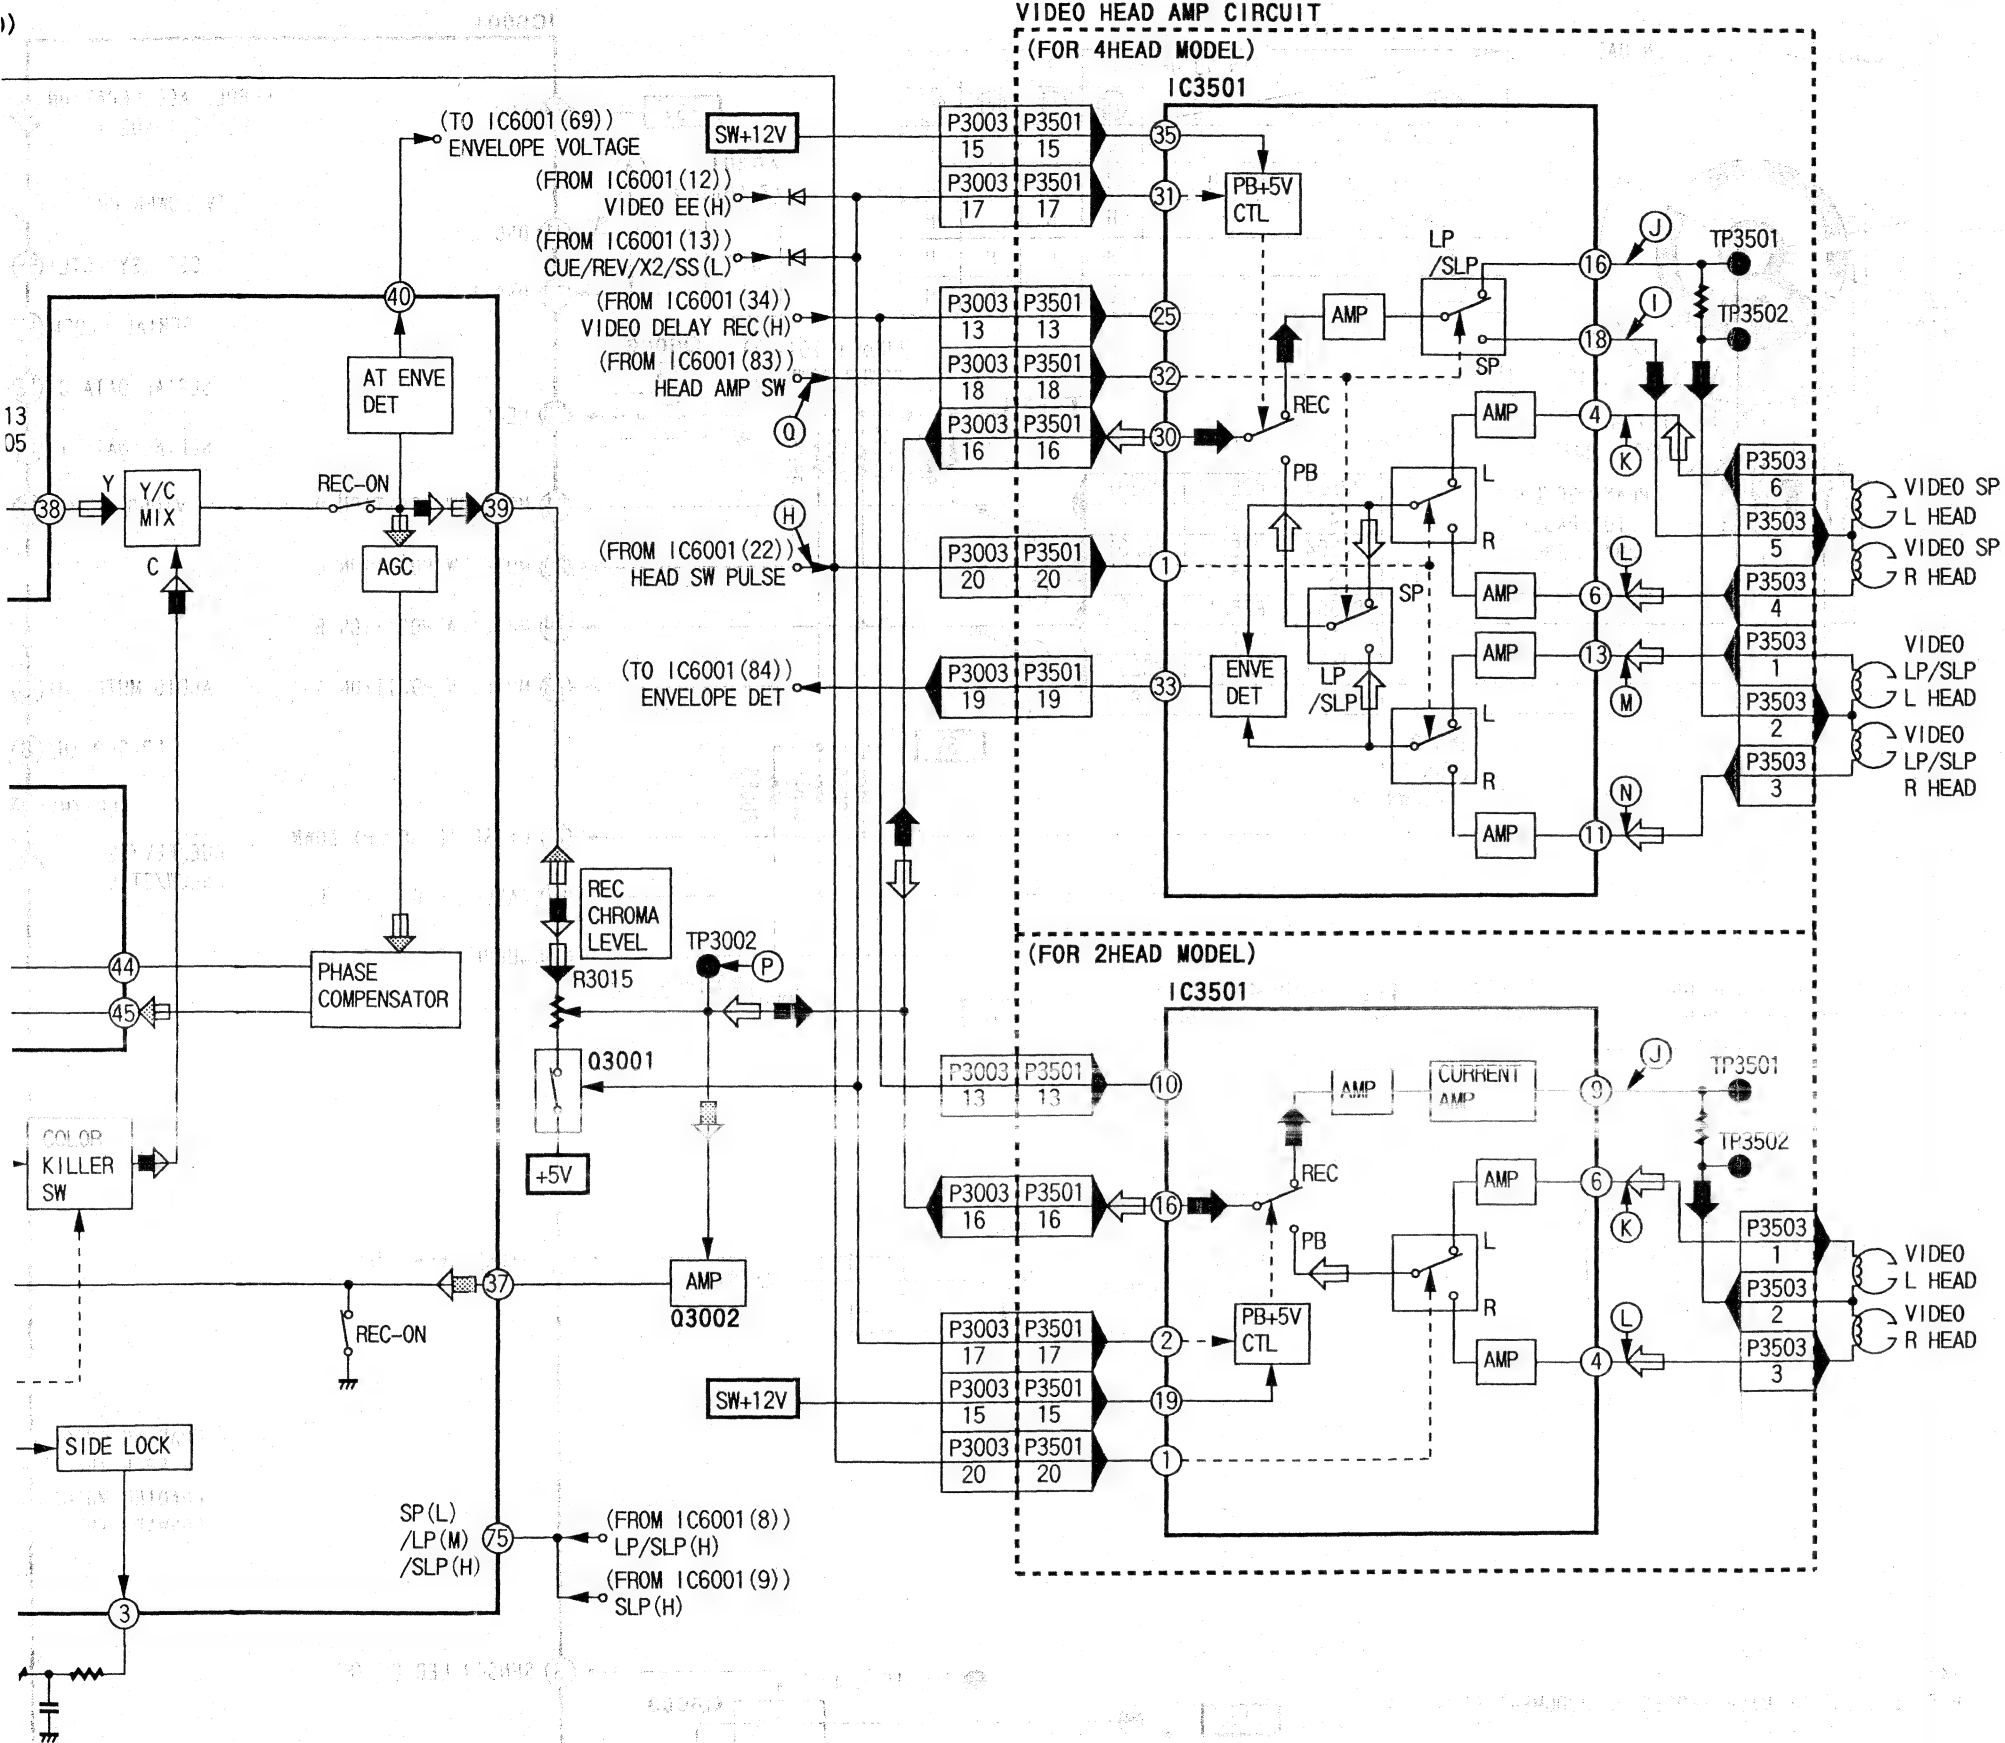 VIDEO HEAD AMP CIRCUIT
(FOR 4HEAD MODEL)
IC3501
(TO IC6001(69))
ENVELOPE VOLTAGE
SW+12V
P3003 P3501
15 15
35
(FROM IC6001(12))
VIDEO EE(H)
P3003 P3501
17 17
31
PB+5V
CTL
(FROM IC6001(13))
CUE/REV/X2/SS(L)
LP
/SLP
16
J
TP3501
40
(FROM IC6001(34))
VIDEO DELAY REC(H)
P3003 P3501
13 13
25
AMP
I
TP3502
18
SP
(FROM IC6001(83))
HEAD AMP SW
P3003 P3501
18 18
32
AT ENVE
DET
13
05
Q
P3003 P3501
16 16
30
REC
PB
AMP
4
K
P3503
6
VIDEO SP
L HEAD
38
Y
Y/C
MIX
REC-ON
39
L
R
P3503
5
VIDEO SP
R HEAD
C
AGC
H
(FROM IC6001(22))
HEAD SW PULSE
P3003 P3501
20 20
1
L
AMP
6
P3503
4
SP
LP
/SLP
AMP
13
M
P3503
1
VIDEO
LP/SLP
L HEAD
(TO IC6001(84))
ENVELOPE DET
P3003 P3501
19 19
33
ENVE
DET
L
R
P3503
2
VIDEO
LP/SLP
R HEAD
P3503
3
N
AMP
11
REC
CHROMA
LEVEL
TP3002
P
R3015
44
45
PHASE
COMPENSATOR
(FOR 2HEAD MODEL)
IC3501
Q3001
+5V
P3003 P3501
13 13
10
AMP
CURRENT
AMP
9
J
TP3501
TP3502
COLOR
KILLER
SW
P3003 P3501
16 16
16
REC
PB
AMP
6
K
L
R
P3503
1
VIDEO
L HEAD
P3503
2
VIDEO
R HEAD
P3503
3
37
AMP
Q3002
REC-ON
P3003 P3501
17 17
2
PB+5V
CTL
AMP
4
L
SW+12V
P3003 P3501
15 15
19
P3003 P3501
20 20
1
SIDE LOCK
SP(L)
/LP(M)
/SLP(H)
75
(FROM IC6001(8))
LP/SLP(H)
(FROM IC6001(9))
SLP(H)
3